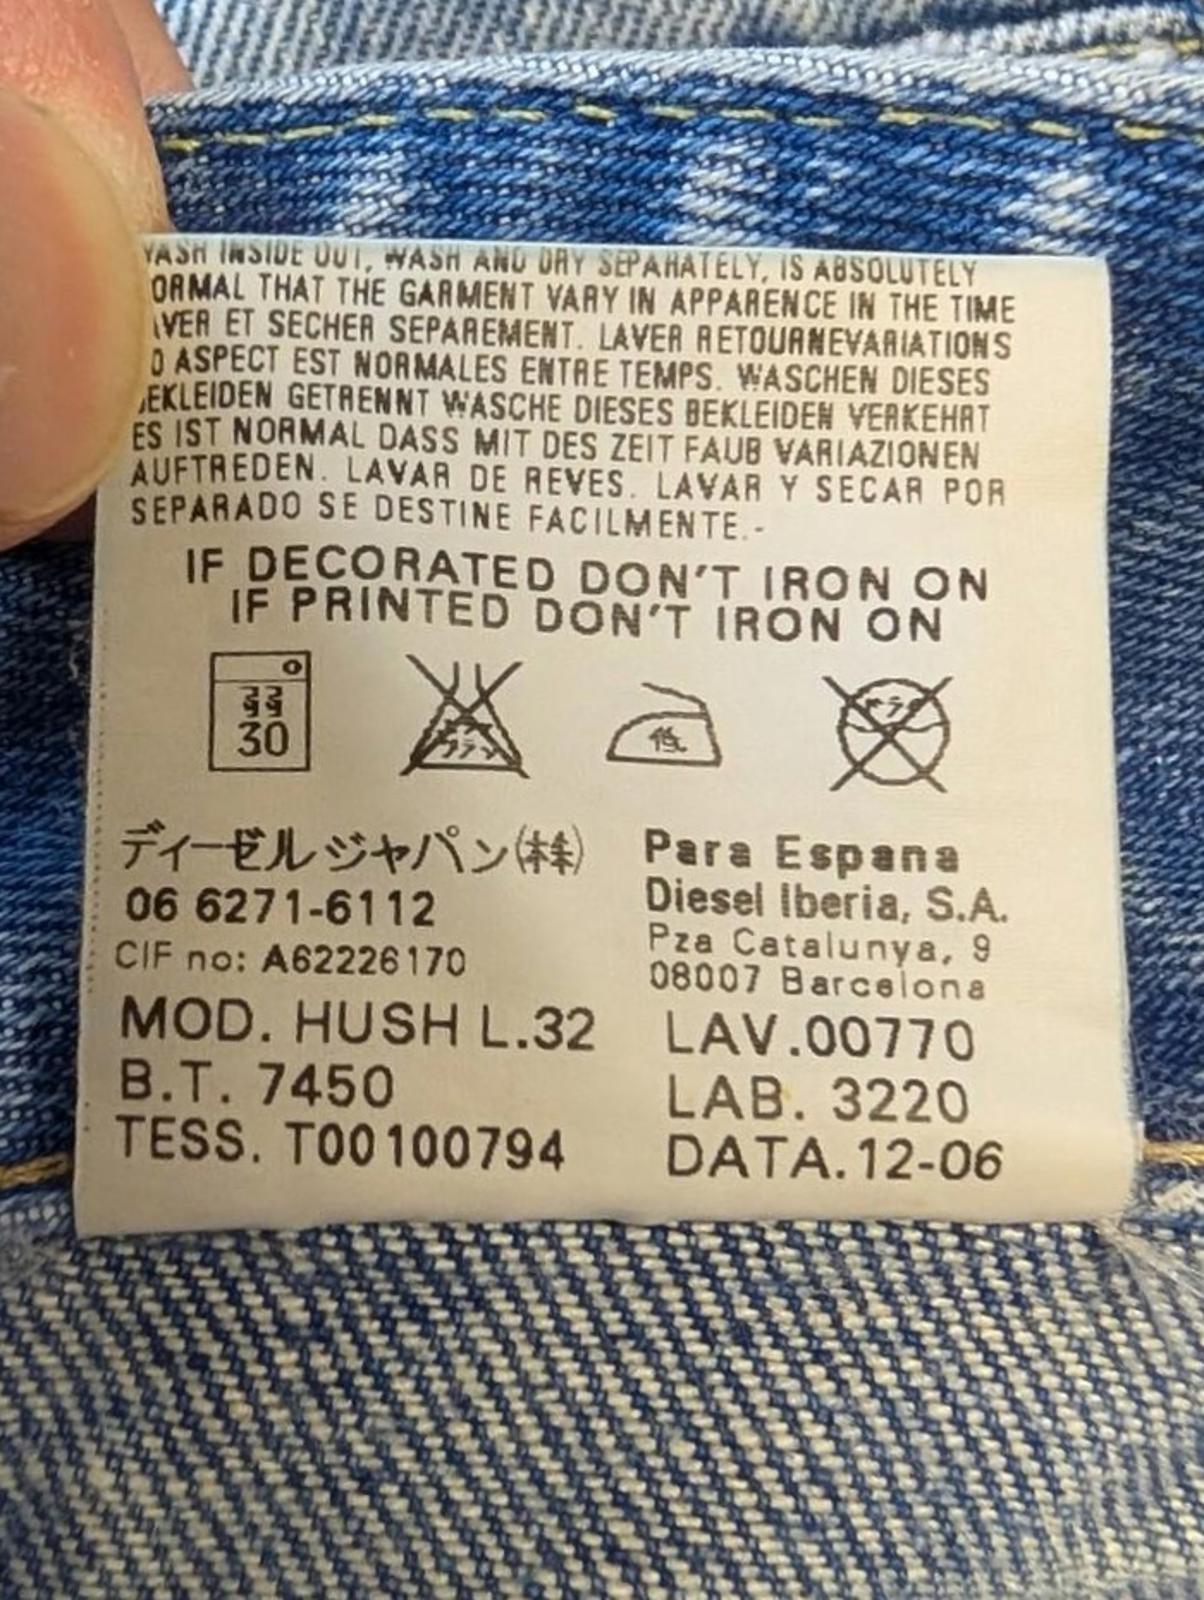 WASH INSIDE OUT, WASH AND DRY SEPARATELY, IS ABSOLUTELY
ORMAL THAT THE GARMENT VARY IN APPARENCE IN THE TIME
AVER ET SECHER SEPAREMENT. LAVER RETOURNEVARIATIONS
D ASPECT EST NORMALES ENTRE TEMPS. WASCHEN DIESES
BEKLEIDEN GETRENNT WASCHE DIESES BEKLEIDEN VERKEHRT
ES IST NORMAL DASS MIT DES ZEIT FAUB VARIAZIONEN
AUFTREDEN. LAVAR DE REVES. LAVAR Y SECAR POR
SEPARADO SE DESTINE FACILMENTE.-
IF DECORATED DON'T IRON ON
IF PRINTED DON'T IRON ON
30
低
ディーゼルジャパン(株)
06 6271-6112
CIF no: A62226170
Para Espana
Diesel Iberia, S.A.
Pza Catalunya, 9
08007 Barcelona
MOD. HUSH L.32
B.T. 7450
TESS. T00100794
LAV.00770
LAB. 3220
DATA.12-06